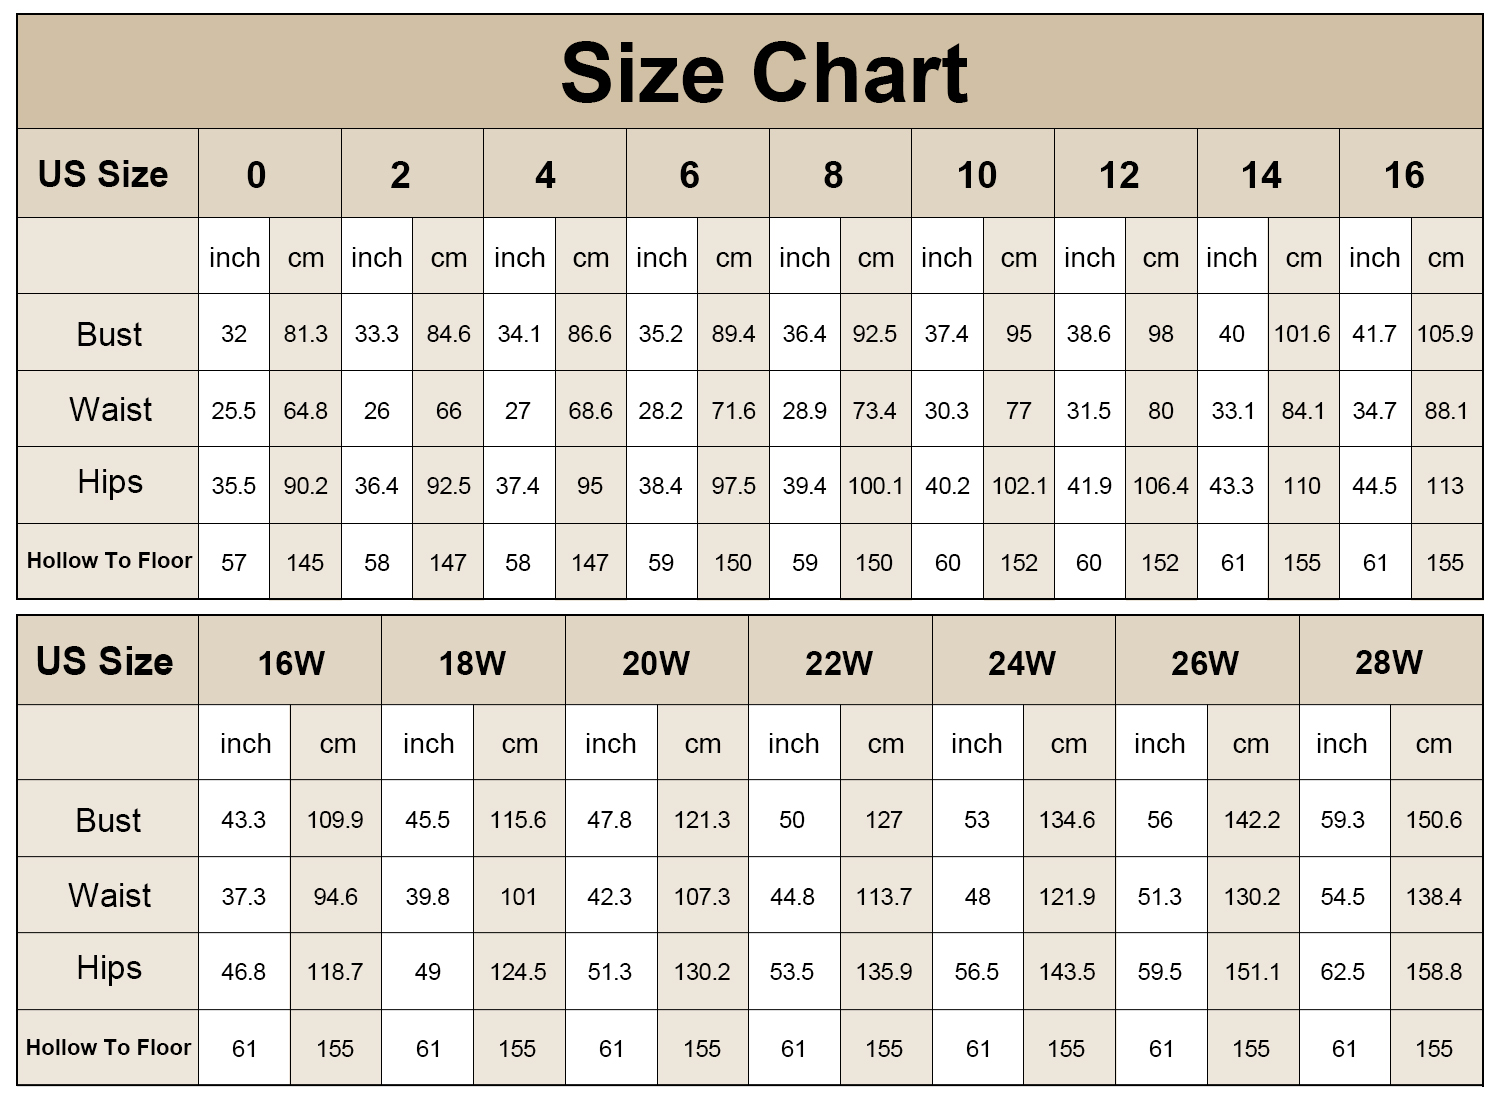 Size Chart
US Size 0 2 4 6 8 10 12 14 16
inch cm inch cm inch cm inch cm inch cm inch cm inch cm inch cm inch cm
Bust 32 81.3 33.3 84.6 34.1 86.6 35.2 89.4 36.4 92.5 37.4 95 38.6 98 40 101.6 41.7 105.9
Waist 25.5 64.8 26 66 27 68.6 28.2 71.6 28.9 73.4 30.3 77 31.5 80 33.1 84.1 34.7 88.1
Hips 35.5 90.2 36.4 92.5 37.4 95 38.4 97.5 39.4 100.1 40.2 102.1 41.9 106.4 43.3 110 44.5 113
Hollow To Floor 57 145 58 147 58 147 59 150 59 150 60 152 60 152 61 155 61 155
US Size 16W 18W 20W 22W 24W 26W 28W
inch cm inch cm inch cm inch cm inch cm inch cm inch cm
Bust 43.3 109.9 45.5 115.6 47.8 121.3 50 127 53 134.6 56 142.2 59.3 150.6
Waist 37.3 94.6 39.8 101 42.3 107.3 44.8 113.7 48 121.9 51.3 130.2 54.5 138.4
Hips 46.8 118.7 49 124.5 51.3 130.2 53.5 135.9 56.5 143.5 59.5 151.1 62.5 158.8
Hollow To Floor 61 155 61 155 61 155 61 155 61 155 61 155 61 155